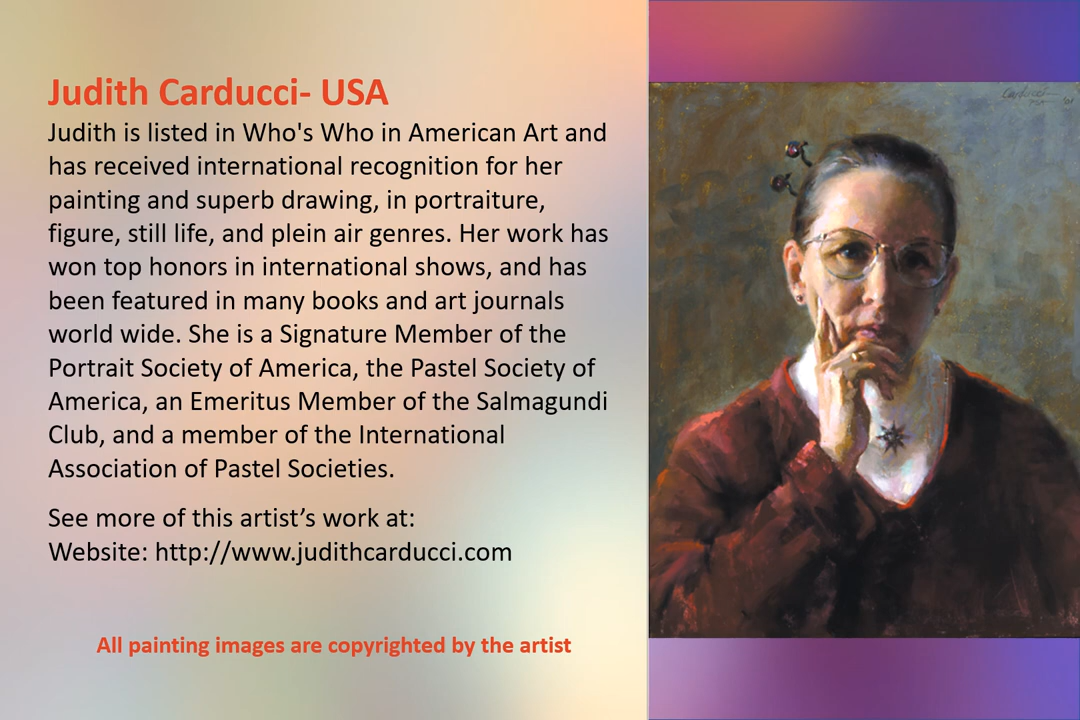 Judith Carducci- USA
Judith is listed in Who's Who in American Art and
has received international recognition for her
painting and superb drawing, in portraiture,
figure, still life, and plein air genres. Her work has
won top honors in international shows, and has
been featured in many books and art journals
world wide. She is a Signature Member of the
Portrait Society of America, the Pastel Society of
America, an Emeritus Member of the Salmagundi
Club, and a member of the International
Association of Pastel Societies.
See more of this artist’s work at:
Website: http://www.judithcarducci.com
All painting images are copyrighted by the artist
Carducci